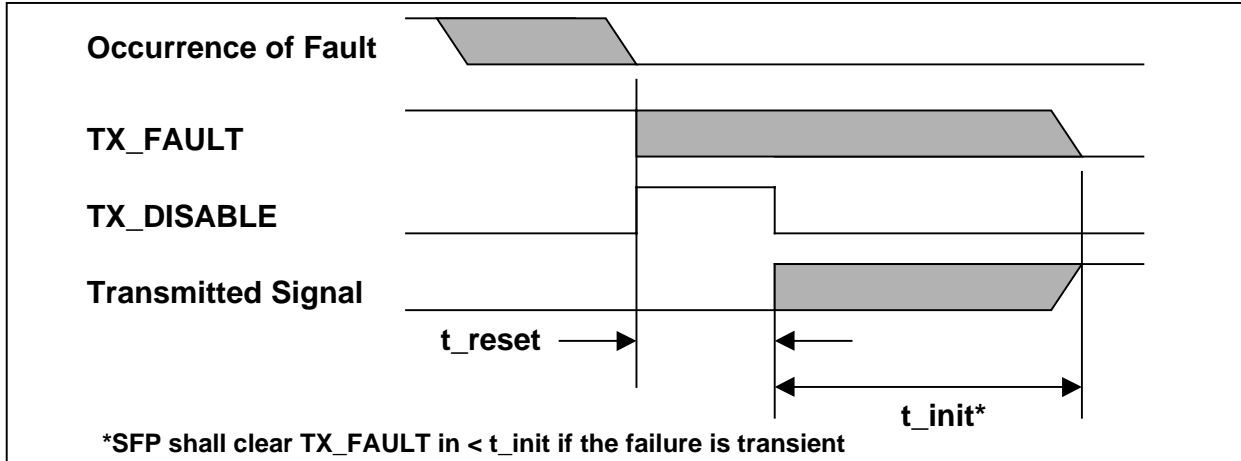 Occurrence of Fault
TX_FAULT
TX_DISABLE
Transmitted Signal
t_reset
t_init*
*SFP shall clear TX_FAULT in < t_init if the failure is transient